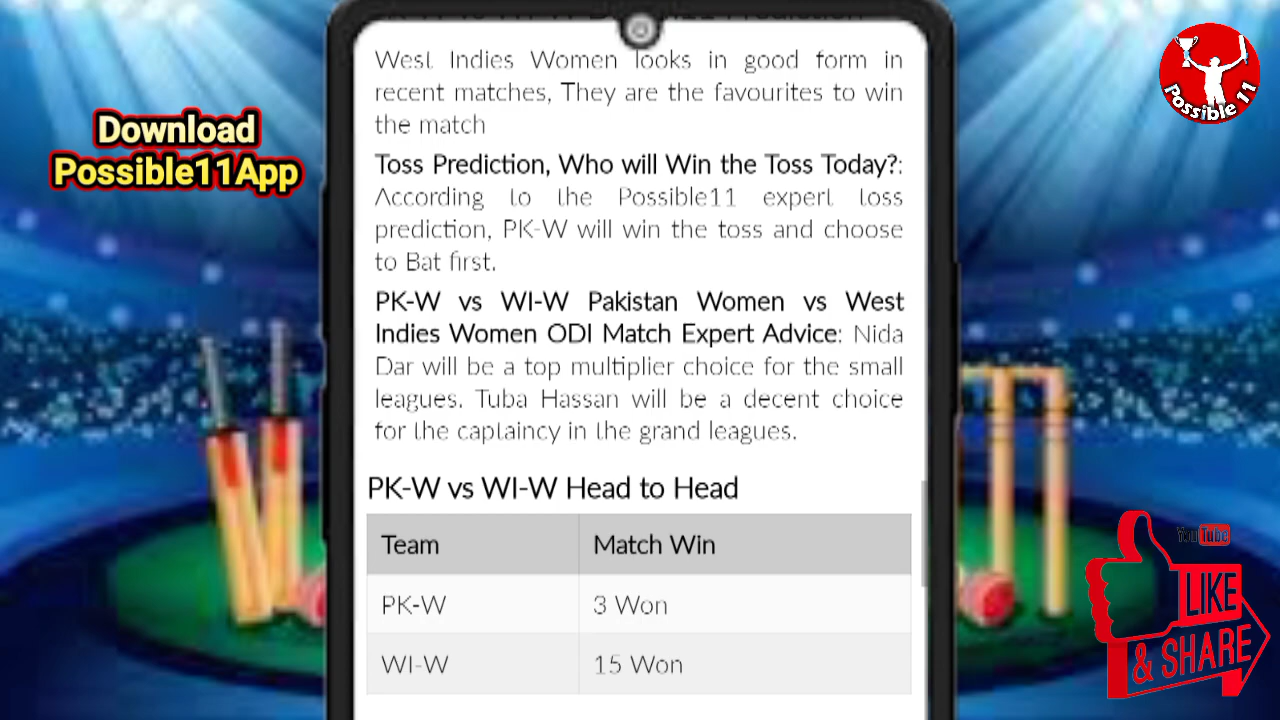 West Indies Women looks in good form in
recent matches, They are the favourites to win
the match
Download
Possible11App
Possible 11
Toss Prediction, Who will Win the Toss Today?:
According to the Possible11 expert toss
prediction, PK-W will win the toss and choose
to Bat first.
PK-W vs WI-W Pakistan Women vs West
Indies Women ODI Match Expert Advice: Nida
Dar will be a top multiplier choice for the small
leagues. Tuba Hassan will be a decent choice
for the captaincy in the grand leagues.
PK-W vs WI-W Head to Head
Team Match Win
PK-W 3 Won
WI-W 15 Won
YouTube
LIKE
& SHARE